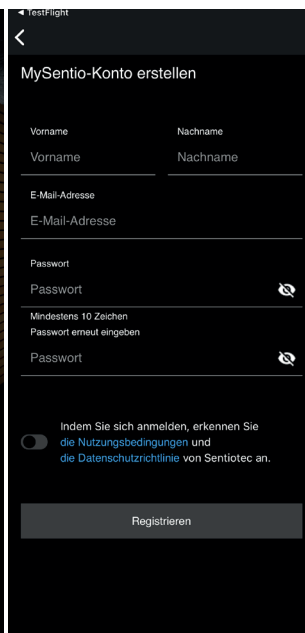 ◄ TestFlight
MySentio-Konto erstellen
Vorname Nachname
Vorname Nachname
E-Mail-Adresse
E-Mail-Adresse
Passwort
Passwort
Mindestens 10 Zeichen
Passwort erneut eingeben
Passwort
Indem Sie sich anmelden, erkennen Sie
die Nutzungsbedingungen und
die Datenschutzrichtlinie von Sentiotec an.
Registrieren